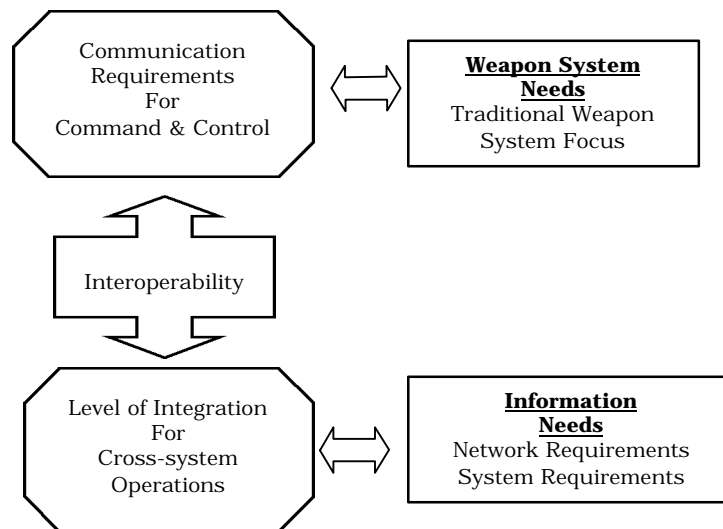 Communication
Requirements
For
Command & Control
Weapon System
Needs
Traditional Weapon
System Focus
Interoperability
Level of Integration
For
Cross-system
Operations
Information
Needs
Network Requirements
System Requirements